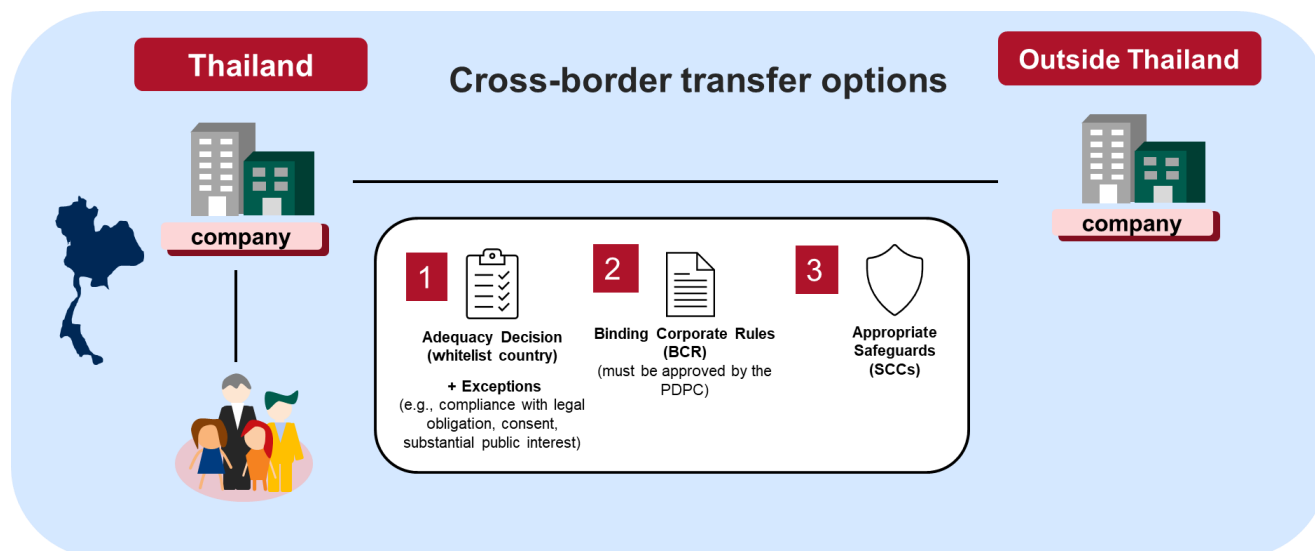 Thailand
Cross-border transfer options
Outside Thailand
company
company
1
Adequacy Decision
(whitelist country)
+ Exceptions
(e.g., compliance with legal
obligation, consent,
substantial public interest)
2
Binding Corporate Rules
(BCR)
(must be approved by the
PDPC)
3
Appropriate
Safeguards
(SCCs)